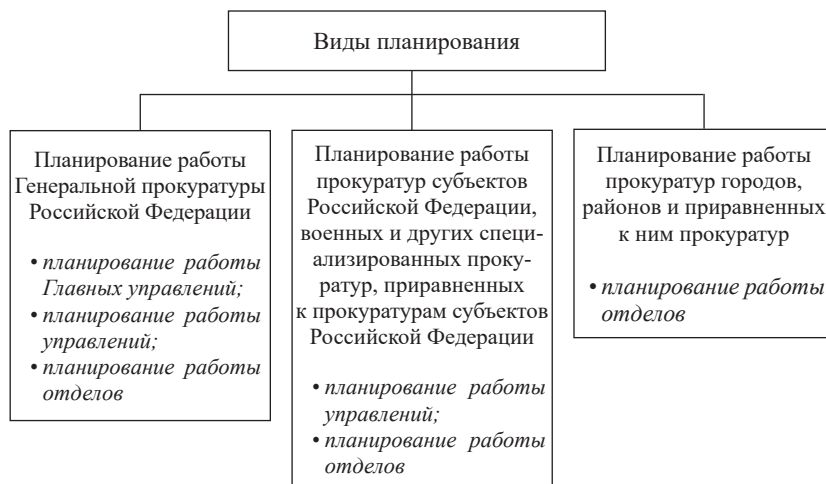 Виды планирования
Планирование работы
Генеральной прокуратуры
Российской Федерации
• планирование работы
Главных управлений;
• планирование работы
управлений;
• планирование работы
отделов
Планирование работы
прокуратур субъектов
Российской Федерации,
военных и других специ-
ализированных проку-
ратур, приравненных
к прокуратурам субъектов
Российской Федерации
• планирование работы
управлений;
• планирование работы
отделов
Планирование работы
прокуратур городов,
районов и приравненных
к ним прокуратур
• планирование работы
отделов